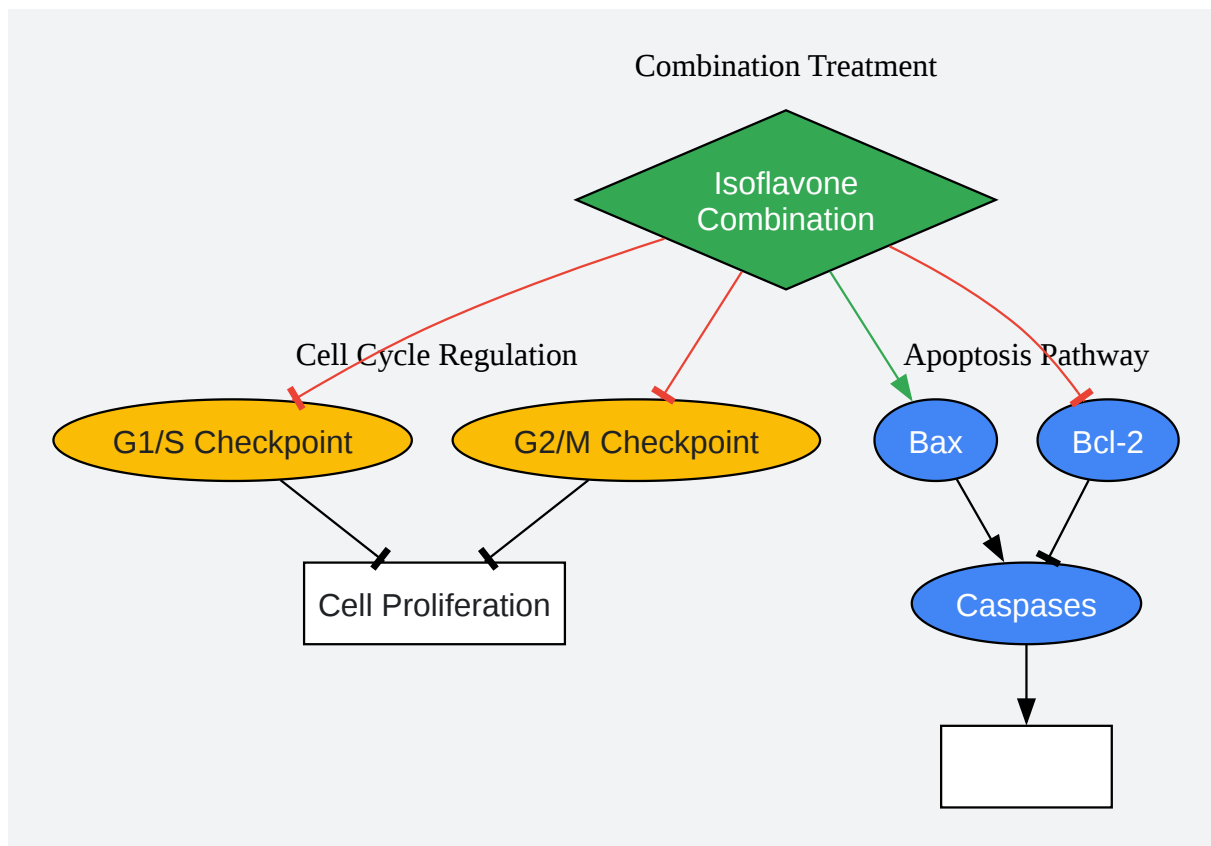 Combination Treatment
Isoflavone
Combination
Cell Cycle Regulation
Apoptosis Pathway
G1/S Checkpoint
G2/M Checkpoint
Bax
Bcl-2
Cell Proliferation
Caspases